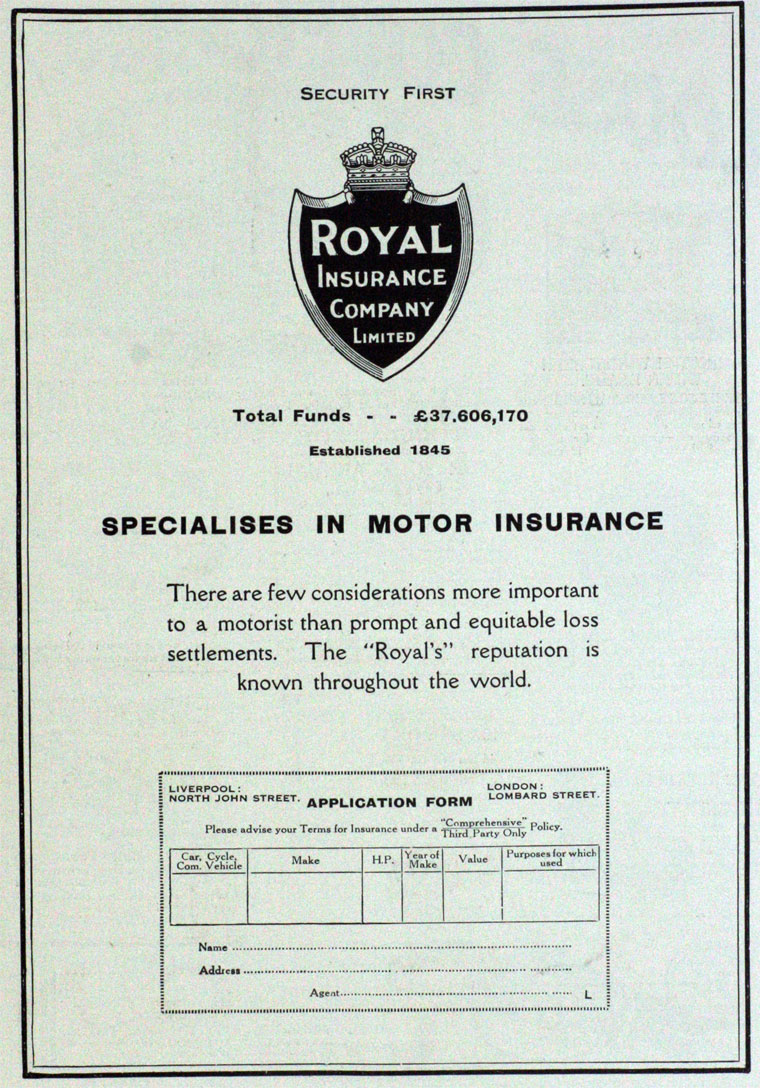 SECURITY FIRST
ROYAL
INSURANCE
COMPANY
LIMITED
Total Funds - - £37.606,170
Established 1845
SPECIALISES IN MOTOR INSURANCE
There are few considerations more important
to a motorist than prompt and equitable loss
settlements. The "Royal's" reputation is
known throughout the world.
LIVERPOOL:
NORTH JOHN STREET.
APPLICATION FORM
LONDON:
LOMBARD STREET.
Please advise your Terms for Insurance under a "Comprehensive" Policy.
Third Party Only
Car, Cycle, Com. Vehicle
Make
H.P.
Year of Make
Value
Purposes for which used
Name
Address
Agent
L